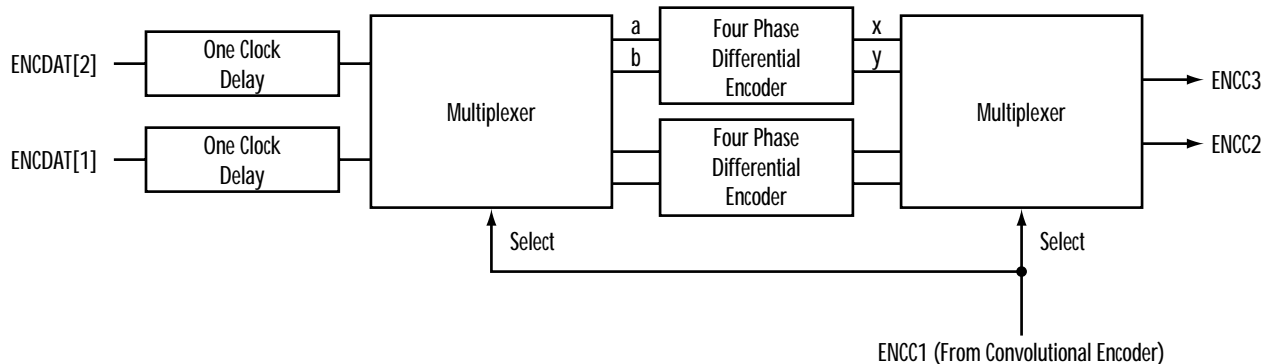 ENCDAT[2]
One Clock
Delay
ENCDAT[1]
One Clock
Delay
Multiplexer
a
b
Four Phase
Differential
Encoder
x
y
Four Phase
Differential
Encoder
Multiplexer
ENCC3
ENCC2
Select
Select
ENCC1 (From Convolutional Encoder)